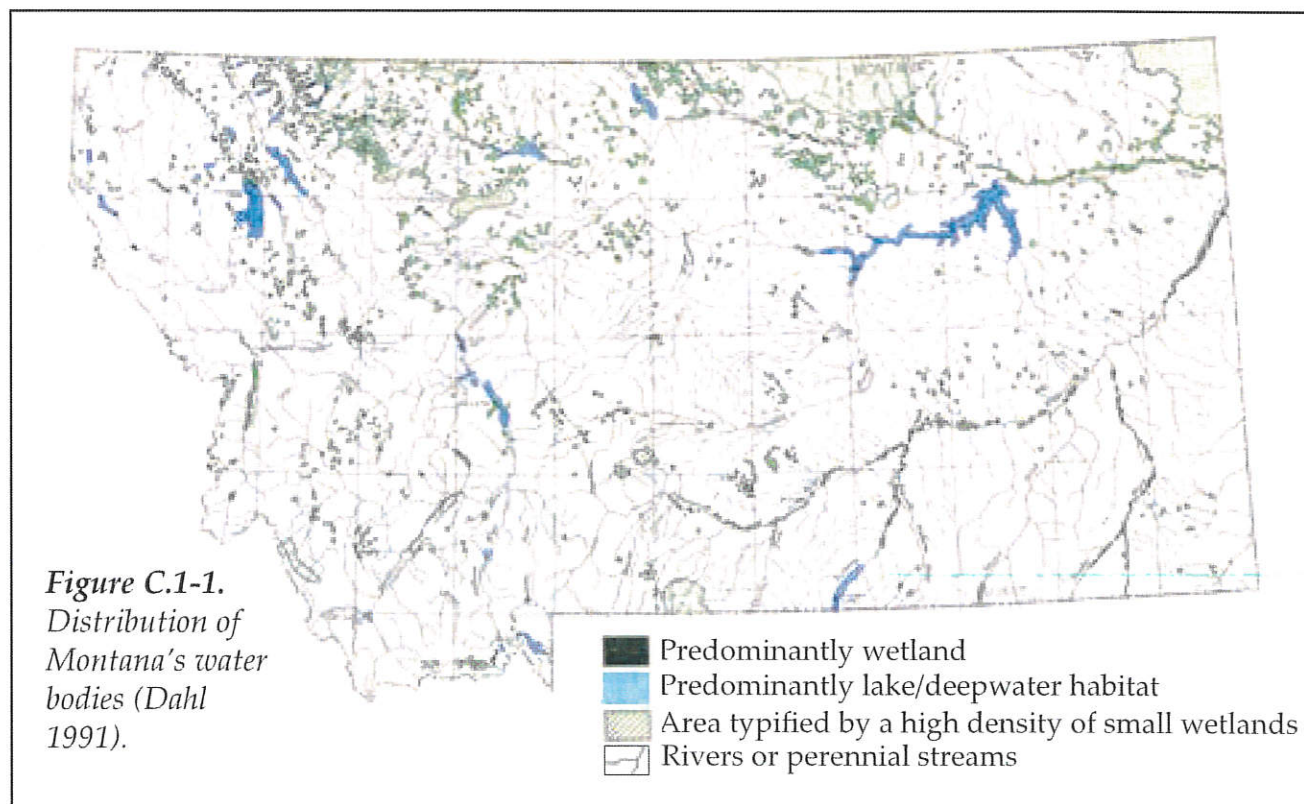 MONTANA
Figure C.1-1.
Distribution of
Montana's water
bodies (Dahl
1991).
Predominantly wetland
Predominantly lake/deepwater habitat
Area typified by a high density of small wetlands
Rivers or perennial streams